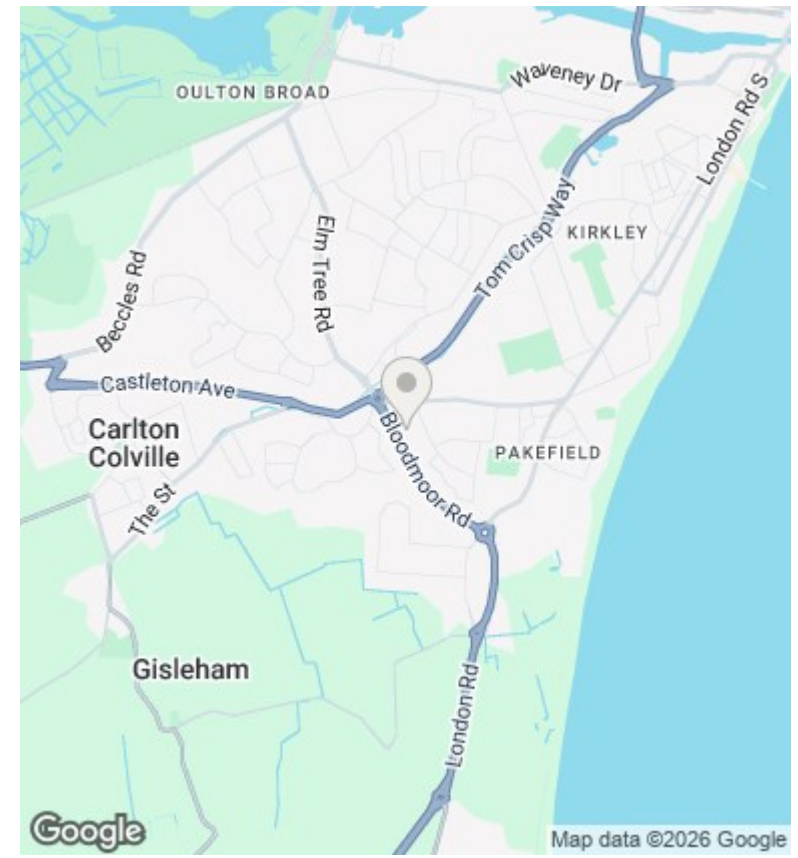 Waveney Dr
OULTON BROAD
London Rd S
Tom Crisp Way
KIRKLEY
Elm Tree Rd
Beccles Rd
Castleton Ave
Carlton
Colville
Bloodmoor Rd
PAKEFIELD
The St
Gisleham
London Rd
Google
Map data ©2026 Google